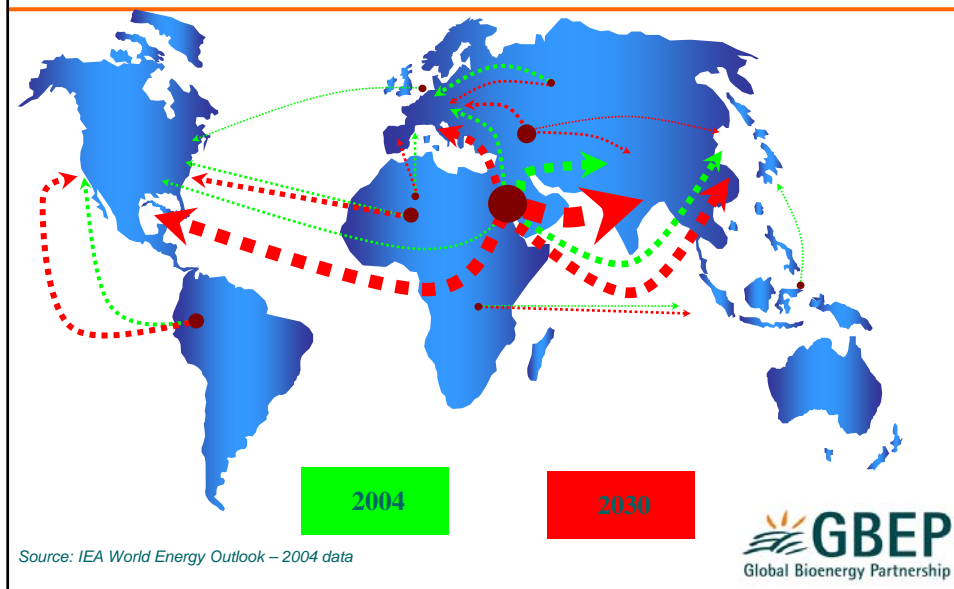 2004
2030
Source: IEA World Energy Outlook – 2004 data
GBEP
Global Bioenergy Partnership